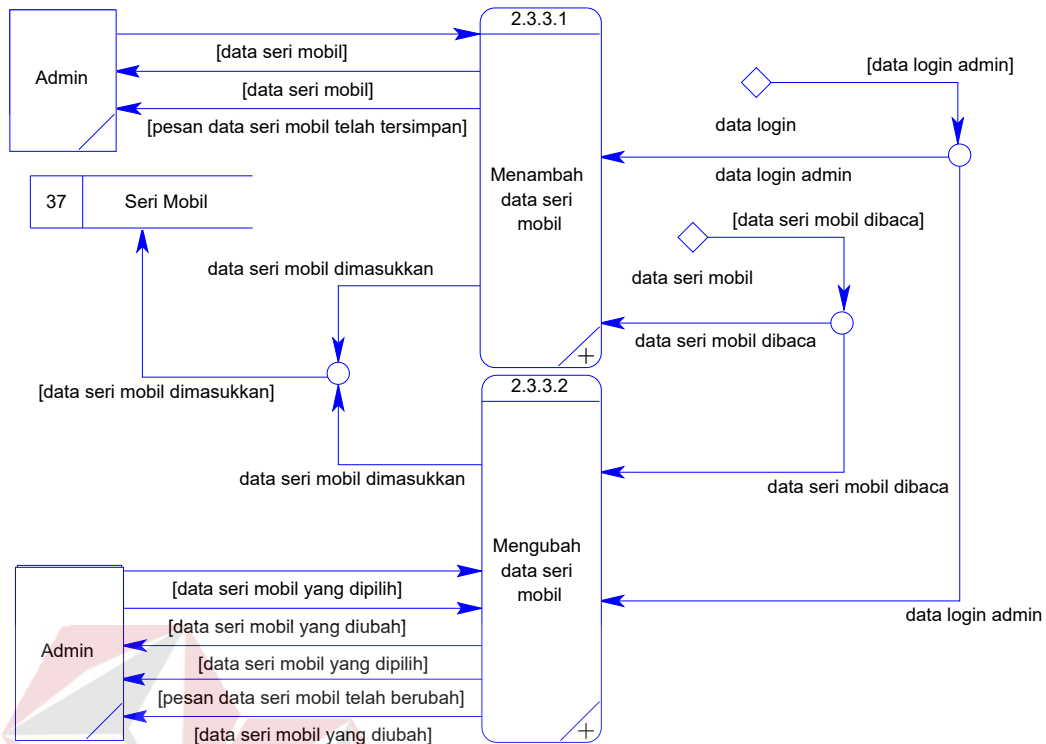 2.3.3.1
[data seri mobil]
Admin
[data login admin]
[data seri mobil]
[pesan data seri mobil telah tersimpan]
data login
Menambah
data seri
mobil
data login admin
37
Seri Mobil
[data seri mobil dibaca]
data seri mobil dimasukkan
data seri mobil
data seri mobil dibaca
+
[data seri mobil dimasukkan]
2.3.3.2
data seri mobil dimasukkan
data seri mobil dibaca
Mengubah
data seri
mobil
[data seri mobil yang dipilih]
data login admin
[data seri mobil yang diubah]
Admin
[data seri mobil yang dipilih]
[pesan data seri mobil telah berubah]
+
[data seri mobil yang diubah]